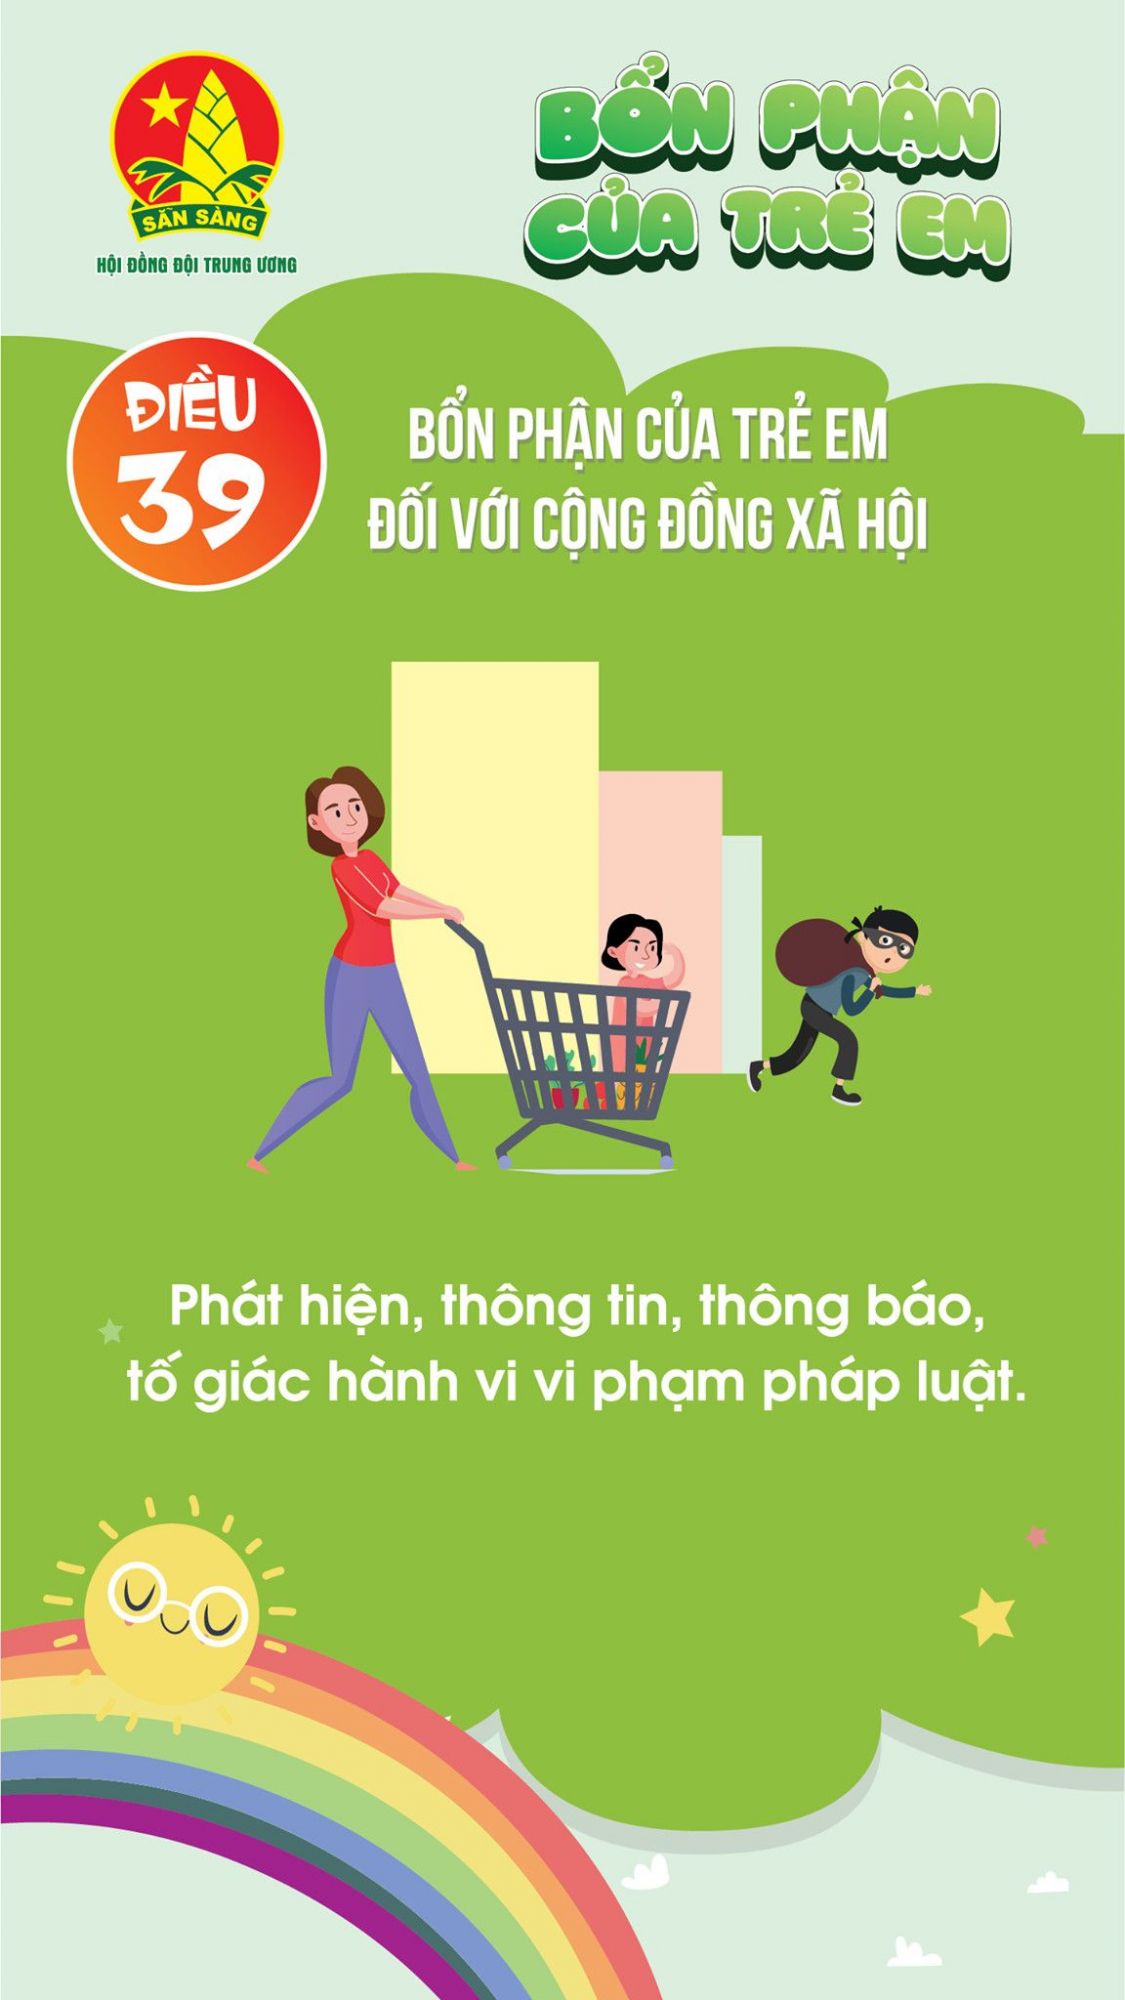 SẴN SÀNG
HỘI ĐỒNG ĐỘI TRUNG ƯƠNG
BỔN PHẬN
CỦA TRẺ EM
ĐIỀU
39
BỔN PHẬN CỦA TRẺ EM
ĐỐI VỚI CỘNG ĐỒNG XÃ HỘI
Phát hiện, thông tin, thông báo,
tố giác hành vi vi phạm pháp luật.